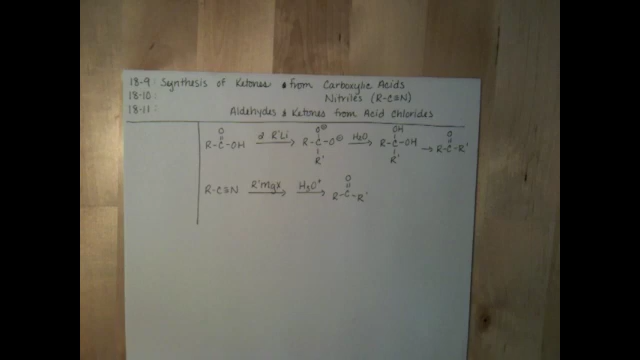 18-9: Synthesis of Ketones from Carboxylic Acids
18-10: Nitriles (R-C≡N)
18-11: Aldehydes & Ketones from Acid Chlorides
O O⊖ OH O
R-C-OH 2 R'Li → R-C-O⊖ H₂O → R-C-OH → R-C-R'
R' R'
O
R-C≡N R'MgX → H₃O⁺ → R-C-R'